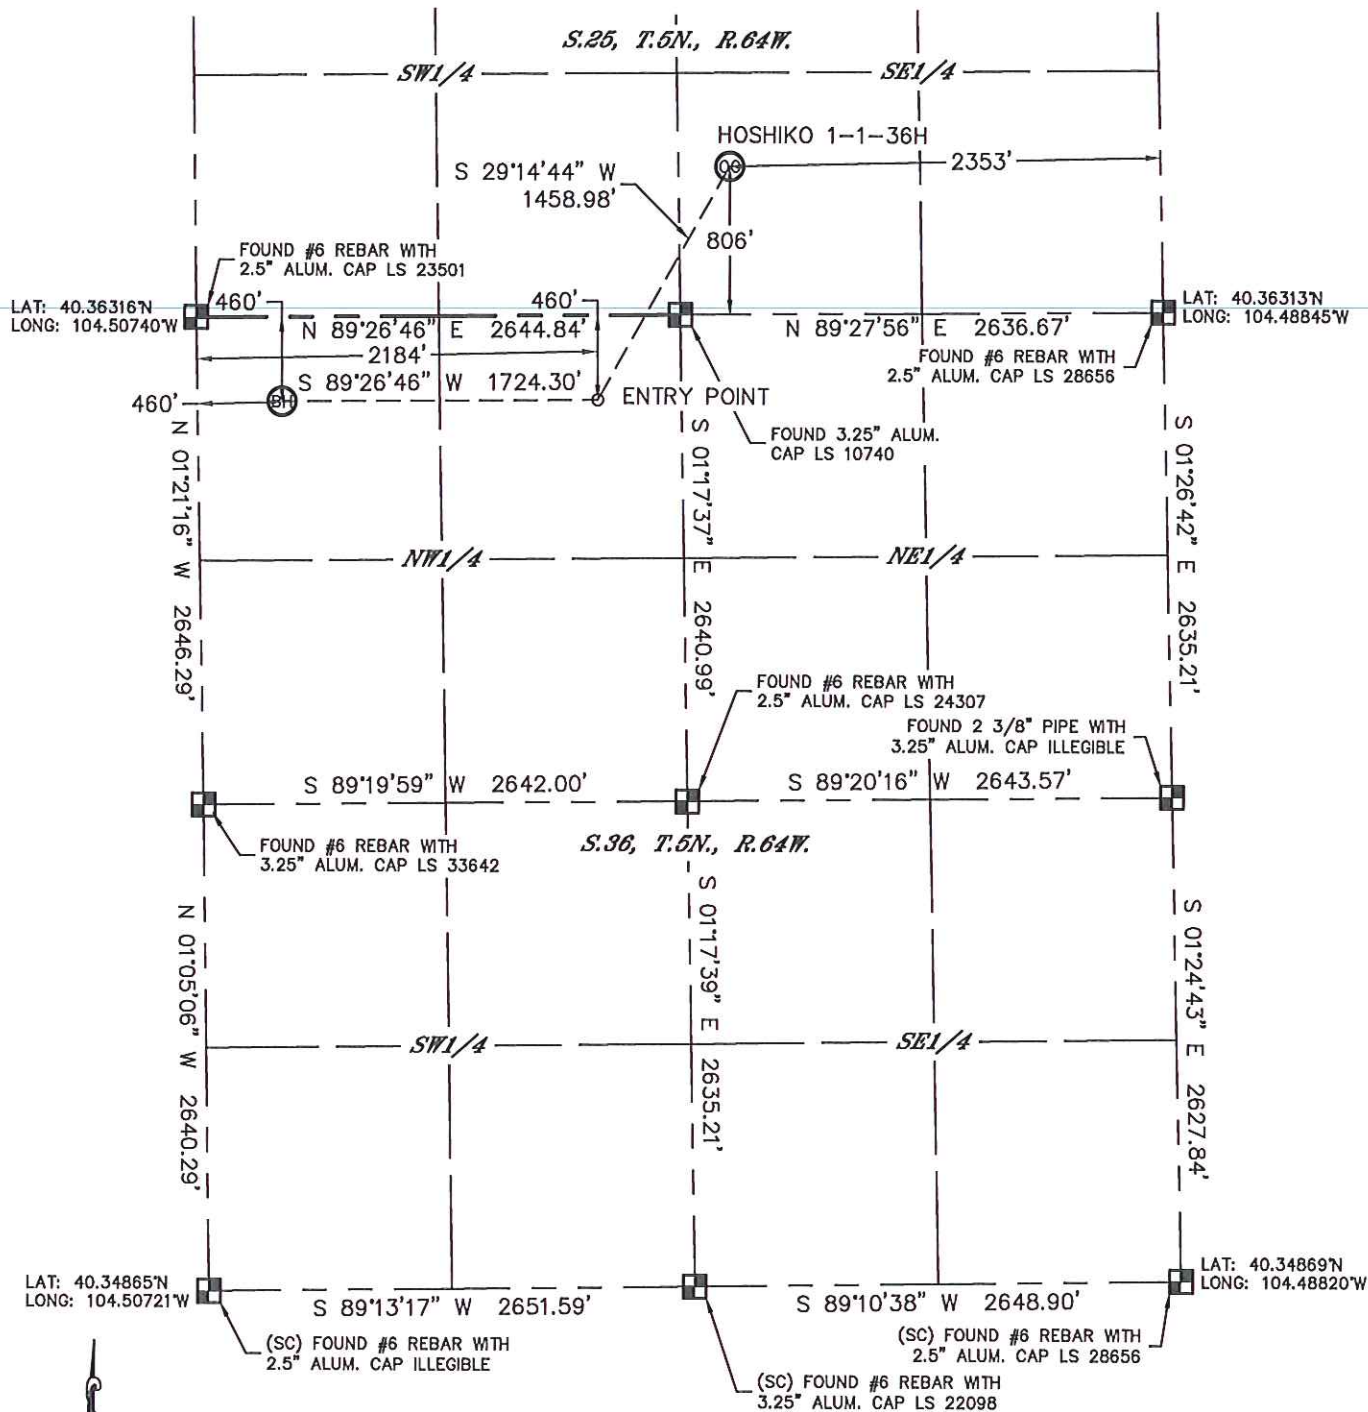 S.25, T.5N., R.64W.
SW1/4
SE1/4
HOSHIKO 1-1-36H
2353'
S 29°14'44" W
1458.98'
806'
FOUND #6 REBAR WITH
2.5" ALUM. CAP LS 23501
LAT: 40.36316°N
LONG: 104.50740°W
460'
460'
N 89°26'46" E 2644.84'
2184'
S 89°26'46" W 1724.30'
460'
BH
ENTRY POINT
N 89°27'56" E 2636.67'
LAT: 40.36313°N
LONG: 104.48845°W
FOUND #6 REBAR WITH
2.5" ALUM. CAP LS 28656
FOUND 3.25" ALUM.
CAP LS 10740
N 01°21'16" W 2646.29'
S 01°17'37" E 2640.99'
S 01°26'42" E 2635.21'
NW1/4
NE1/4
FOUND #6 REBAR WITH
2.5" ALUM. CAP LS 24307
FOUND 2 3/8" PIPE WITH
3.25" ALUM. CAP ILLEGIBLE
S 89°19'59" W 2642.00'
S 89°20'16" W 2643.57'
FOUND #6 REBAR WITH
3.25" ALUM. CAP LS 33642
S.36, T.5N., R.64W.
N 01°05'06" W 2640.29'
S 01°17'39" E 2635.21'
S 01°24'43" E 2627.84'
SW1/4
SE1/4
LAT: 40.34865°N
LONG: 104.50721°W
S 89°13'17" W 2651.59'
S 89°10'38" W 2648.90'
LAT: 40.34869°N
LONG: 104.48820°W
(SC) FOUND #6 REBAR WITH
2.5" ALUM. CAP ILLEGIBLE
(SC) FOUND #6 REBAR WITH
2.5" ALUM. CAP LS 28656
(SC) FOUND #6 REBAR WITH
3.25" ALUM. CAP LS 22098